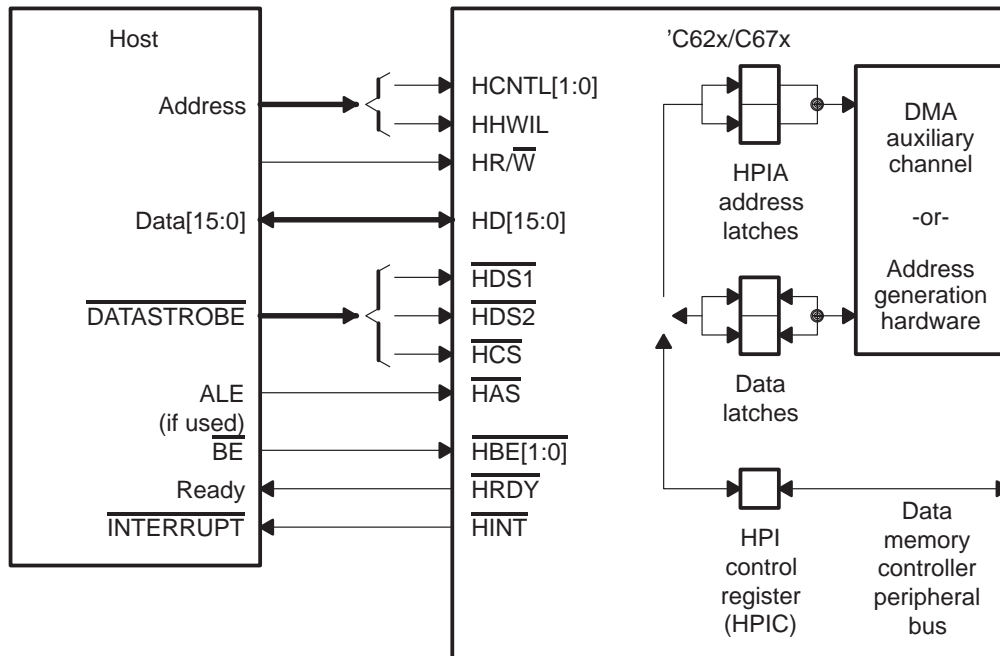 Host
Address
Data[15:0]
DATASTROBE
ALE
(if used)
BE
Ready
INTERRUPT
'C62x/C67x
HCNTL[1:0]
HHWIL
HR/W
HD[15:0]
HDS1
HDS2
HCS
HAS
HBE[1:0]
HRDY
HINT
HPIA
address
latches
Data
latches
HPI
control
register
(HPIC)
DMA
auxiliary
channel
-or-
Address
generation
hardware
Data
memory
controller
peripheral
bus